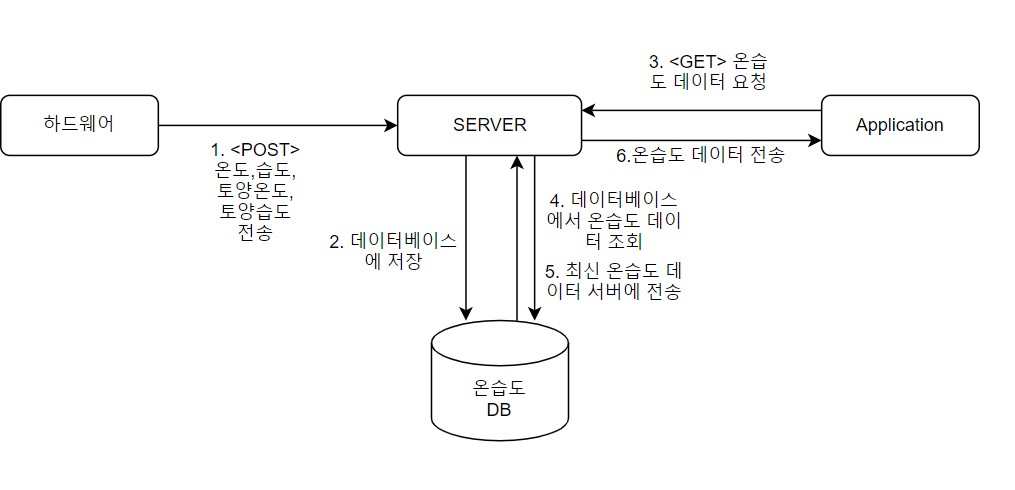 3. <GET> 온습
도 데이터 요청
하드웨어
SERVER
Application
1. <POST>
온도,습도,
토양온도,
토양습도
전송
6.온습도 데이터 전송
2. 데이터베이스
에 저장
4. 데이터베이스
에서 온습도 데이
터 조회
5. 최신 온습도 데
이터 서버에 전송
온습도
DB